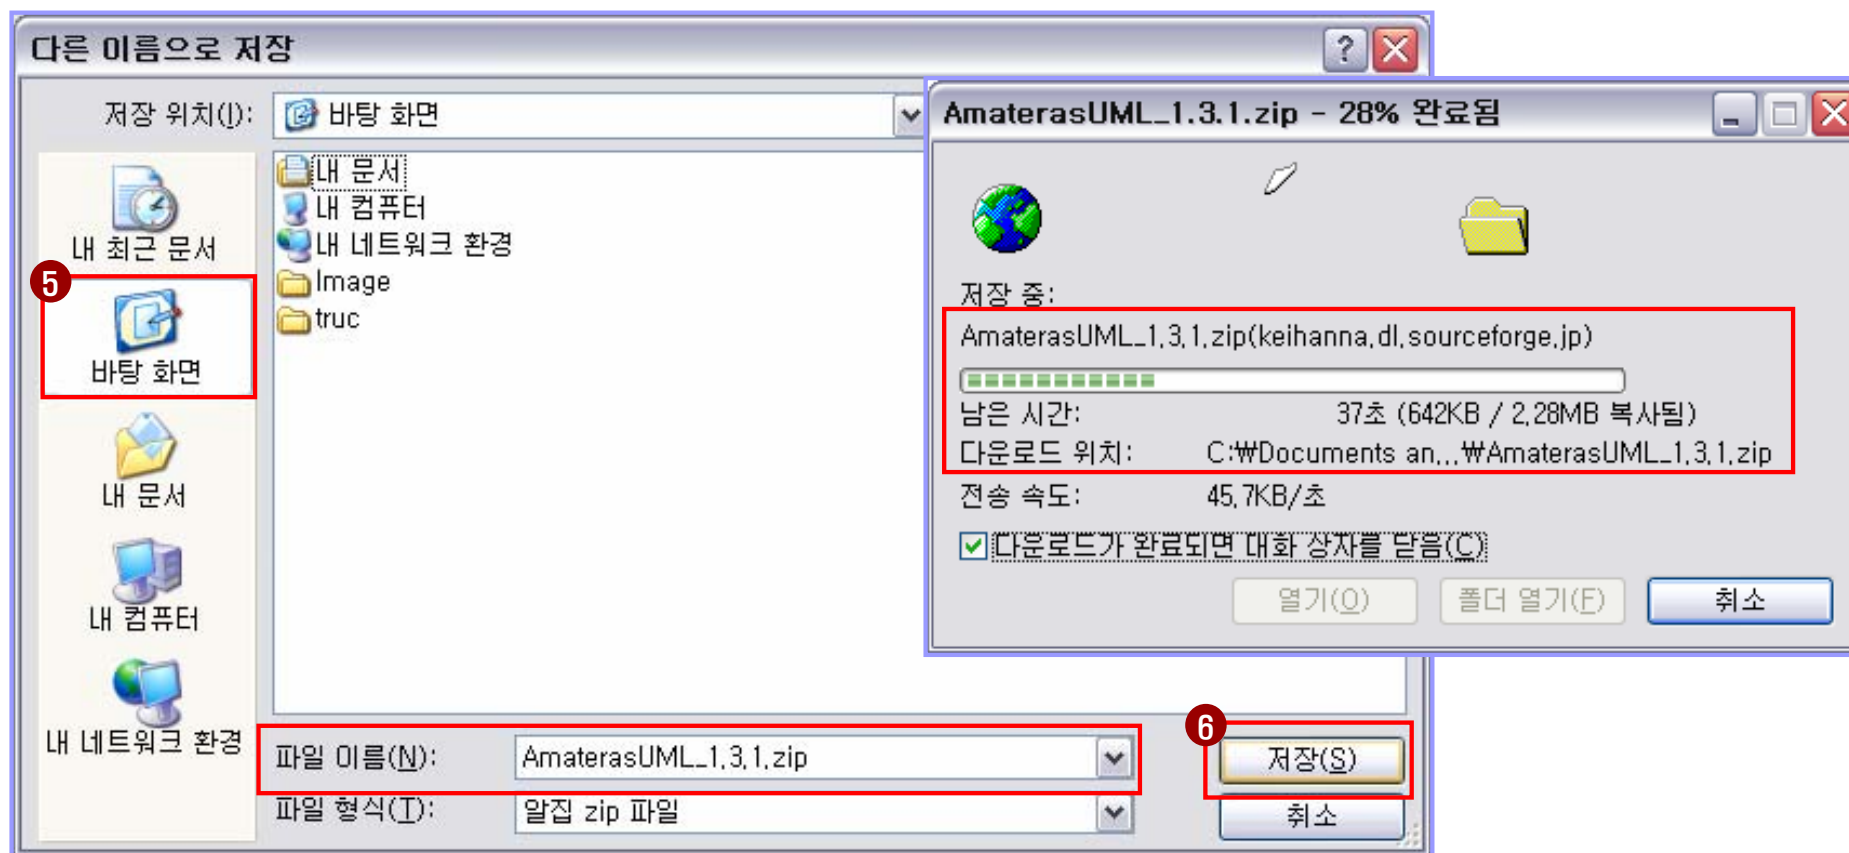 다른 이름으로 저장
?
저장 위치(I): 바탕 화면
내 최근 문서
5
바탕 화면
내 문서
내 컴퓨터
내 네트워크 환경
내 문서
내 컴퓨터
내 네트워크 환경
Image
truc
파일 이름(N): AmaterasUML_1,3,1,zip
파일 형식(T): 알집 zip 파일
6
저장(S)
취소
AmaterasUML_1.3.1.zip - 28% 완료됨
저장 중:
AmaterasUML_1,3,1,zip(keihanna,dl,sourceforge,jp)
남은 시간: 37초 (642KB / 2,28MB 복사됨)
다운로드 위치: C:₩Documents an,,,₩AmaterasUML_1,3,1,zip
전송 속도: 45,7KB/초
다운로드가 완료되면 대화 상자를 닫음(C)
열기(O) 폴더 열기(F) 취소